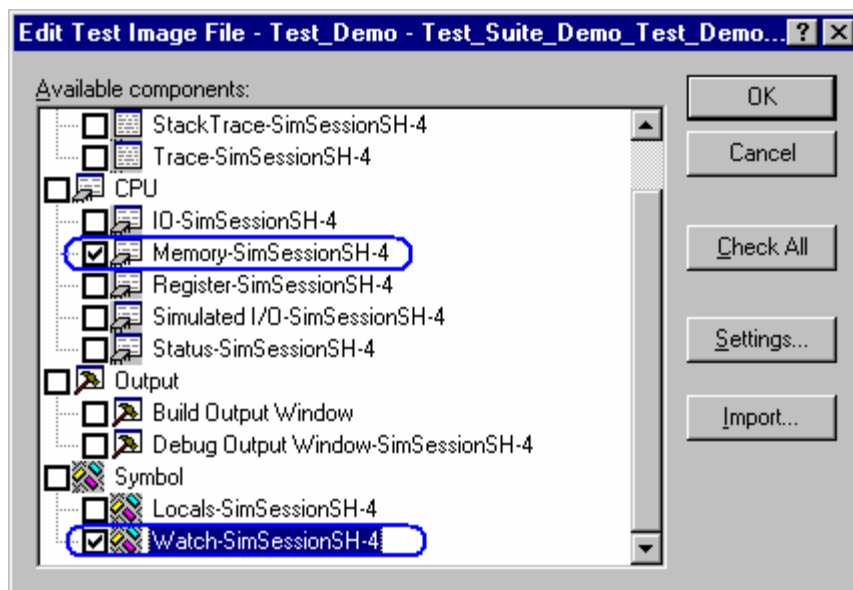 Edit Test Image File - Test_Demo - Test_Suite_Demo_Test_Demo...
Available components:
StackTrace-SimSessionSH-4
Trace-SimSessionSH-4
CPU
IO-SimSessionSH-4
Memory-SimSessionSH-4
Register-SimSessionSH-4
Simulated I/O-SimSessionSH-4
Status-SimSessionSH-4
Output
Build Output Window
Debug Output Window-SimSessionSH-4
Symbol
Locals-SimSessionSH-4
Watch-SimSessionSH-4
OK
Cancel
Check All
Settings...
Import...